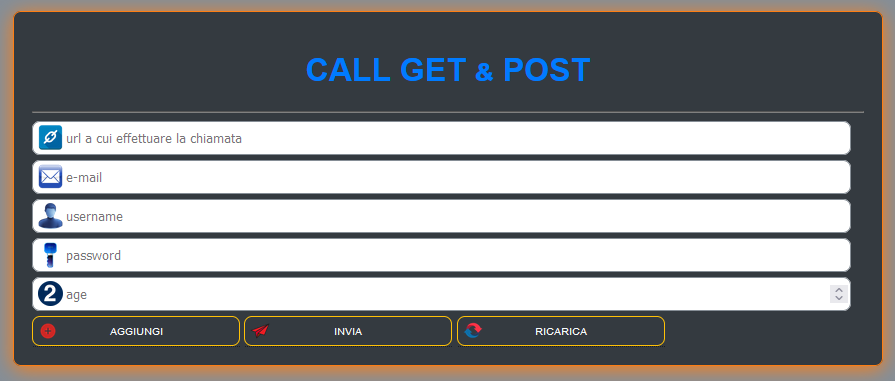 CALL GET & POST
url a cui effettuare la chiamata
e-mail
username
password
2 age
AGGIUNGI INVIA RICARICA